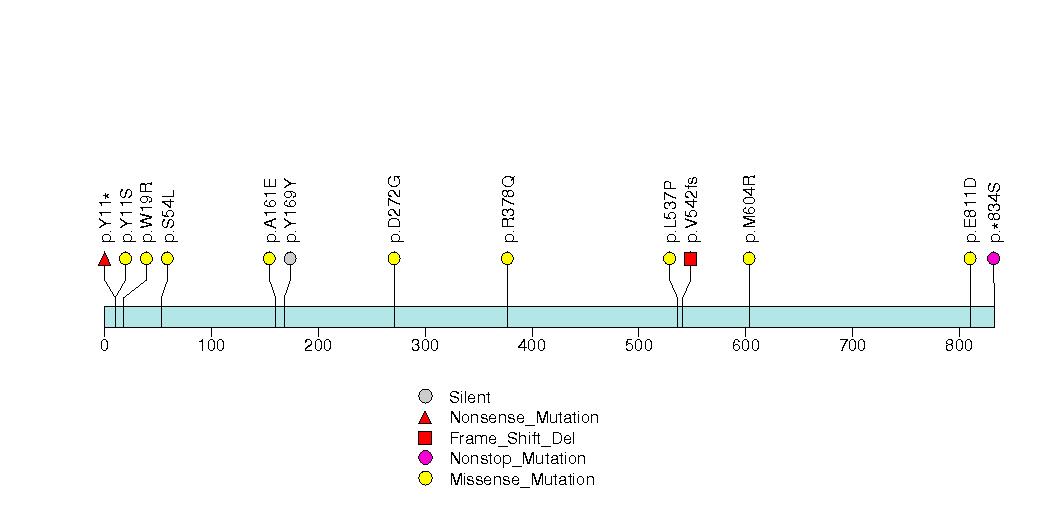 p.Y11*
p.Y11S
p.W19R
p.S54L
p.A161E
p.Y169Y
p.D272G
p.R378Q
p.L537P
p.V542fs
p.M604R
p.E811D
p.*834S
0 100 200 300 400 500 600 700 800
Silent
Nonsense_Mutation
Frame_Shift_Del
Nonstop_Mutation
Missense_Mutation